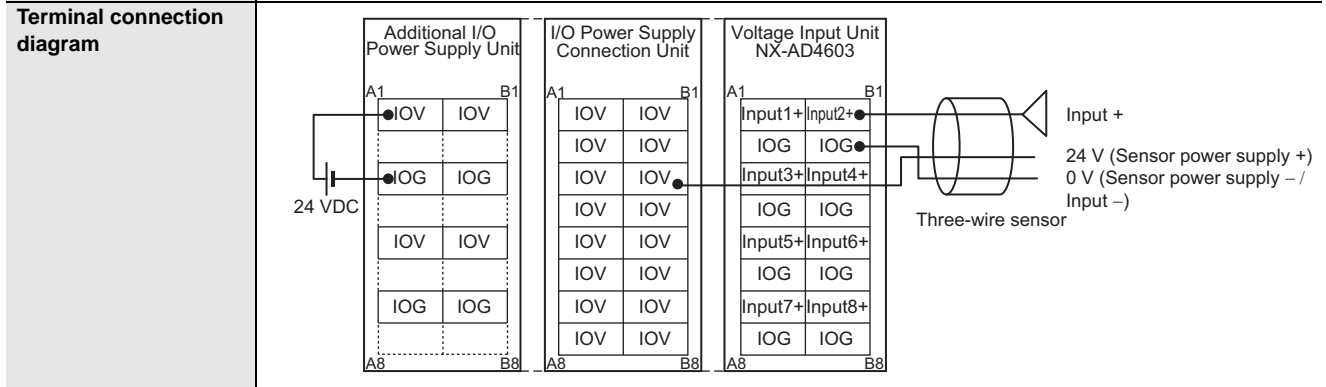 Terminal connection
diagram
Additional I/O
Power Supply Unit
A1 B1
IOV IOV
IOG IOG
IOV IOV
IOG IOG
A8 B8
24 VDC
I/O Power Supply
Connection Unit
A1 B1
IOV IOV
IOV IOV
IOV IOV
IOV IOV
IOV IOV
IOV IOV
IOV IOV
IOV IOV
A8 B8
Voltage Input Unit
NX-AD4603
A1 B1
Input1+ Input2+
IOG IOG
Input3+ Input4+
IOG IOG
Input5+ Input6+
IOG IOG
Input7+ Input8+
IOG IOG
A8 B8
Input +
24 V (Sensor power supply +)
0 V (Sensor power supply − /
Input −)
Three-wire sensor